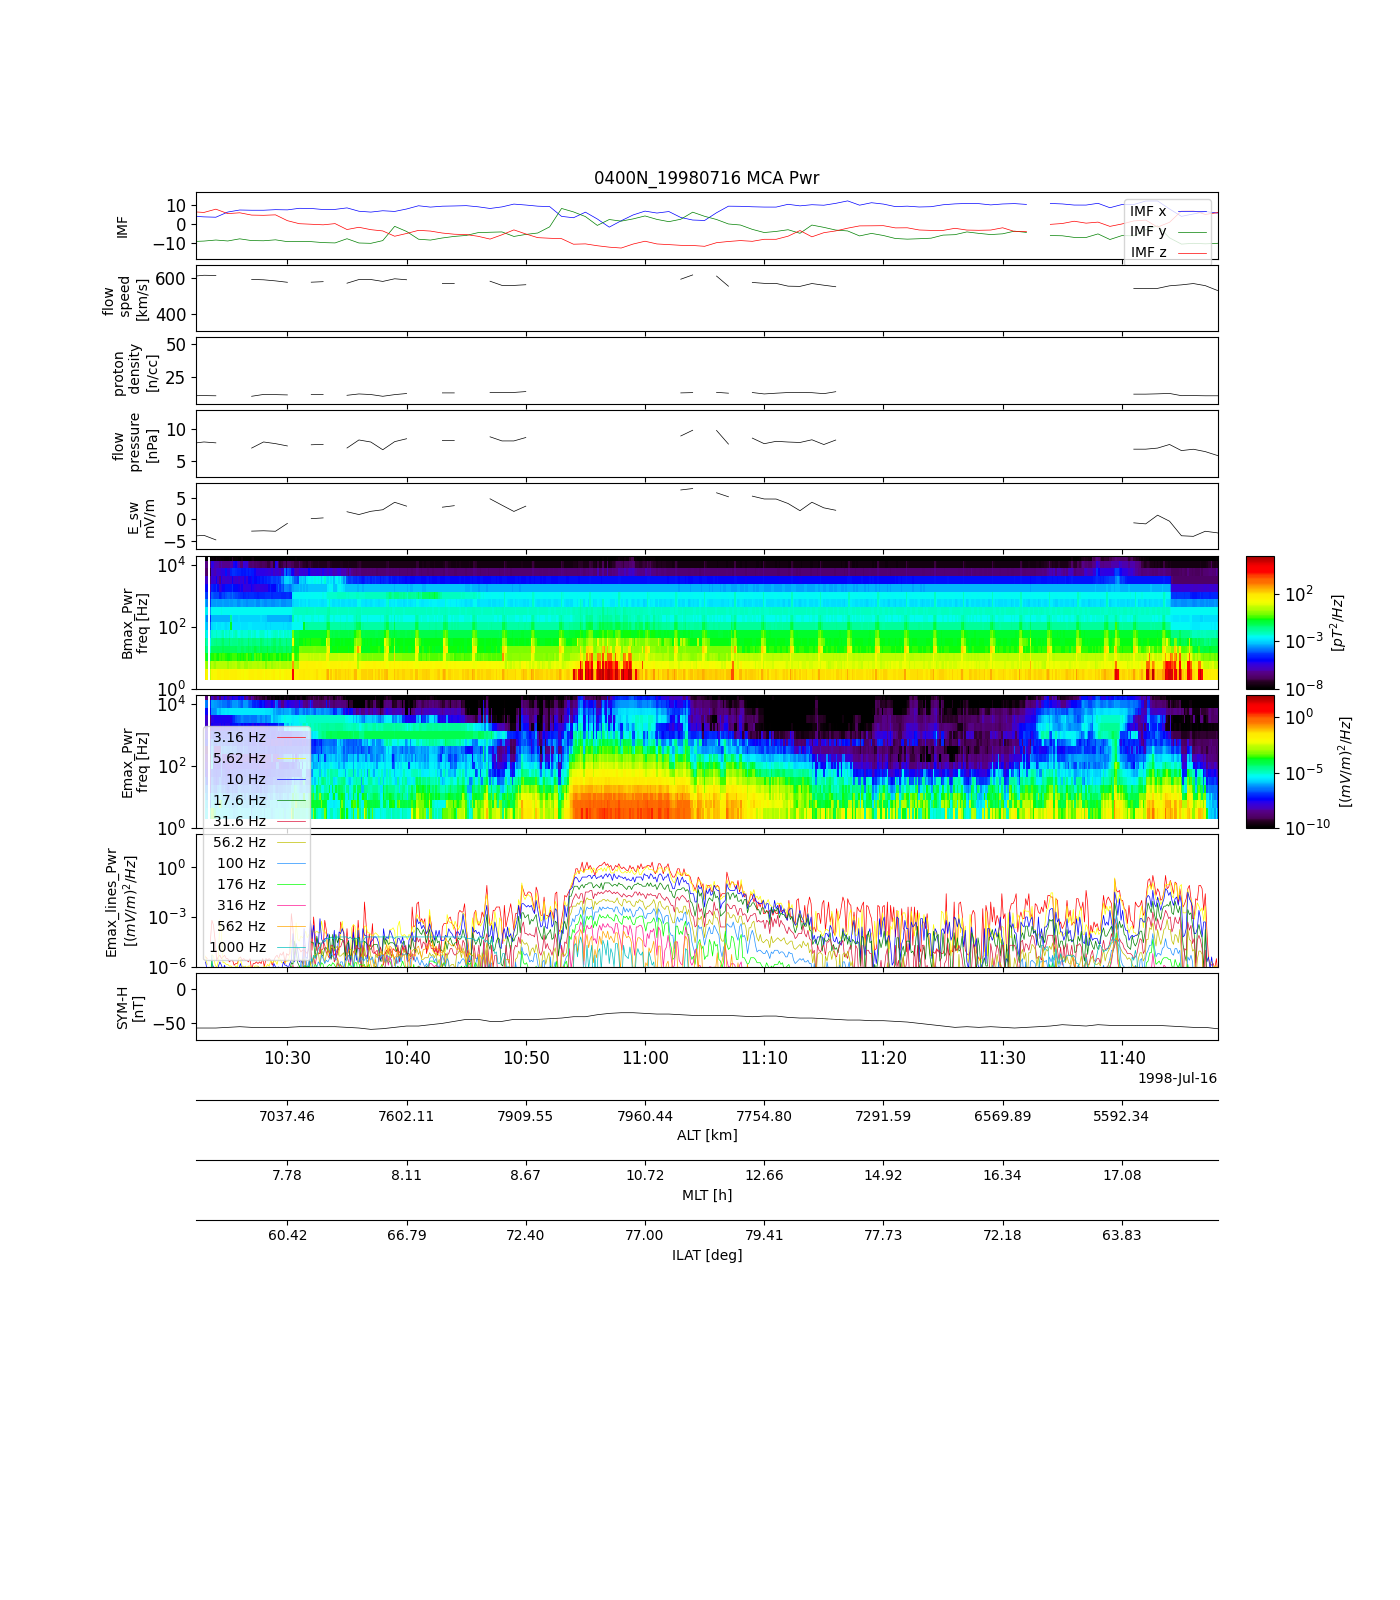 0400N_19980716 MCA Pwr
IMF
10
0
−10
IMF x
IMF y
IMF z
flow
speed
[km/s]
600
400
proton
density
[n/cc]
50
25
flow
pressure
[nPa]
10
5
E_sw
mV/m
5
0
−5
Bmax_Pwr
freq [Hz]
10^4
10^2
10^0
10^2
10^−3
10^−8
[pT^2/Hz]
Emax_Pwr
freq [Hz]
10^4
10^2
10^0
10^0
10^−5
10^−10
[(mV/m)^2/Hz]
3.16 Hz
5.62 Hz
10 Hz
17.6 Hz
31.6 Hz
56.2 Hz
100 Hz
176 Hz
316 Hz
562 Hz
1000 Hz
Emax_lines_Pwr
[(mV/m)^2/Hz]
10^0
10^−3
10^−6
SYM-H
[nT]
0
−50
10:30 10:40 10:50 11:00 11:10 11:20 11:30 11:40
1998-Jul-16
7037.46 7602.11 7909.55 7960.44 7754.80 7291.59 6569.89 5592.34
ALT [km]
7.78 8.11 8.67 10.72 12.66 14.92 16.34 17.08
MLT [h]
60.42 66.79 72.40 77.00 79.41 77.73 72.18 63.83
ILAT [deg]